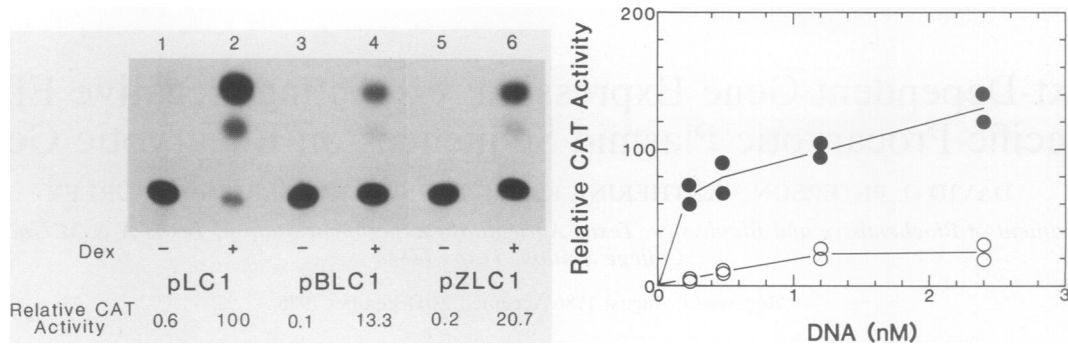 1 2 3 4 5 6
Dex − + − + − +
pLC1 pBLC1 pZLC1
Relative CAT
Activity 0.6 100 0.1 13.3 0.2 20.7
Relative CAT Activity
200
100
0
0 1 2 3
DNA (nM)